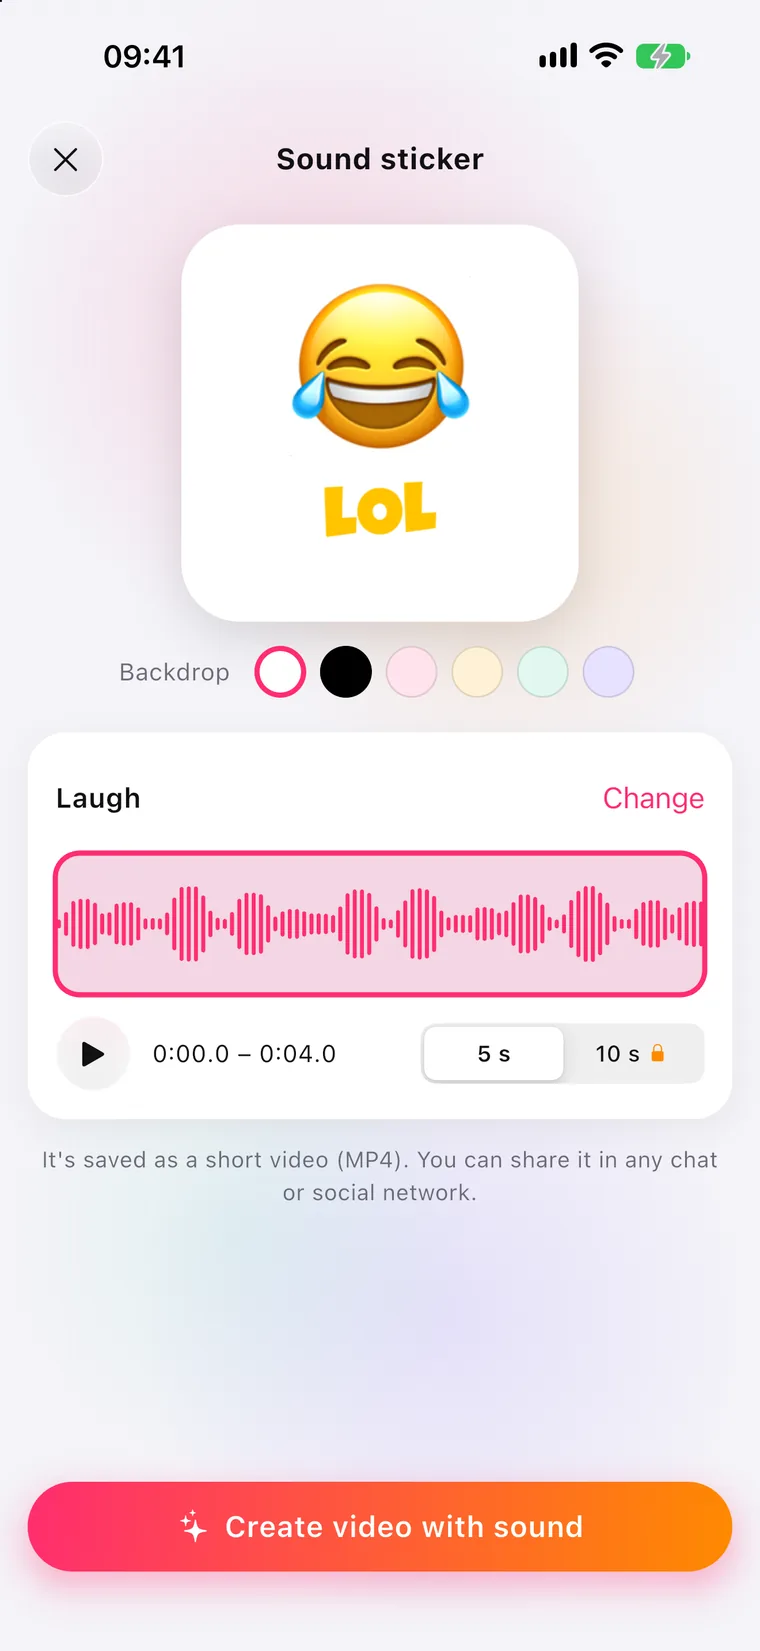 09:41
Sound sticker
LOL
Backdrop
Laugh
Change
0:00.0 – 0:04.0
5 s
10 s
It's saved as a short video (MP4). You can share it in any chat
or social network.
Create video with sound